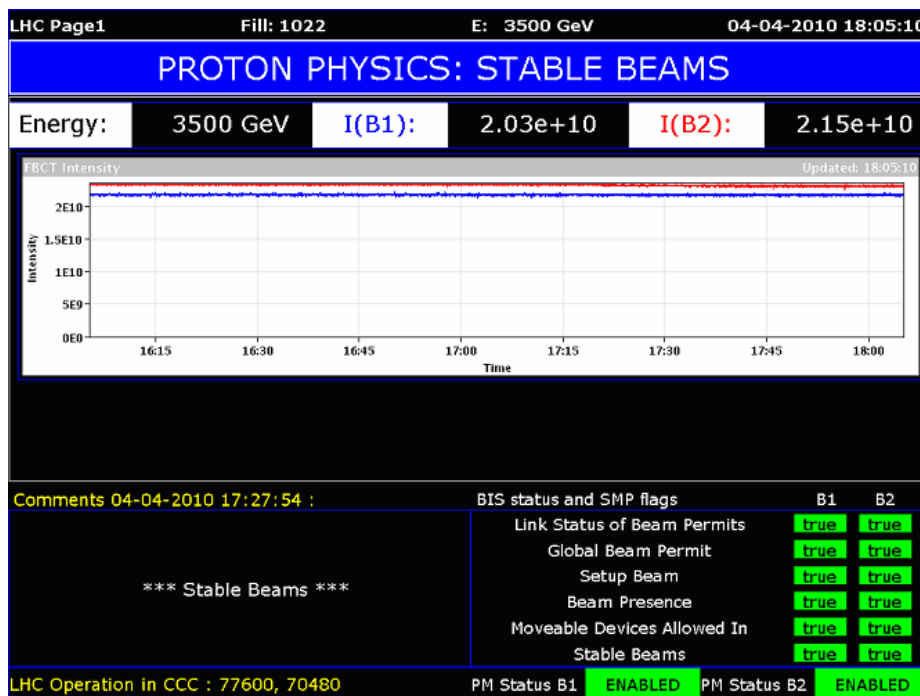 LHC Page1 Fill: 1022 E: 3500 GeV 04-04-2010 18:05:10
PROTON PHYSICS: STABLE BEAMS
Energy: 3500 GeV I(B1): 2.03e+10 I(B2): 2.15e+10
FBCT Intensity Updated: 18:05:10
Intensity
2E10
1.5E10
1E10
5E9
0E0
16:15 16:30 16:45 17:00 17:15 17:30 17:45 18:00
Time
Comments 04-04-2010 17:27:54 :
*** Stable Beams ***
BIS status and SMP flags B1 B2
Link Status of Beam Permits true true
Global Beam Permit true true
Setup Beam true true
Beam Presence true true
Moveable Devices Allowed In true true
Stable Beams true true
LHC Operation in CCC : 77600, 70480 PM Status B1 ENABLED PM Status B2 ENABLED